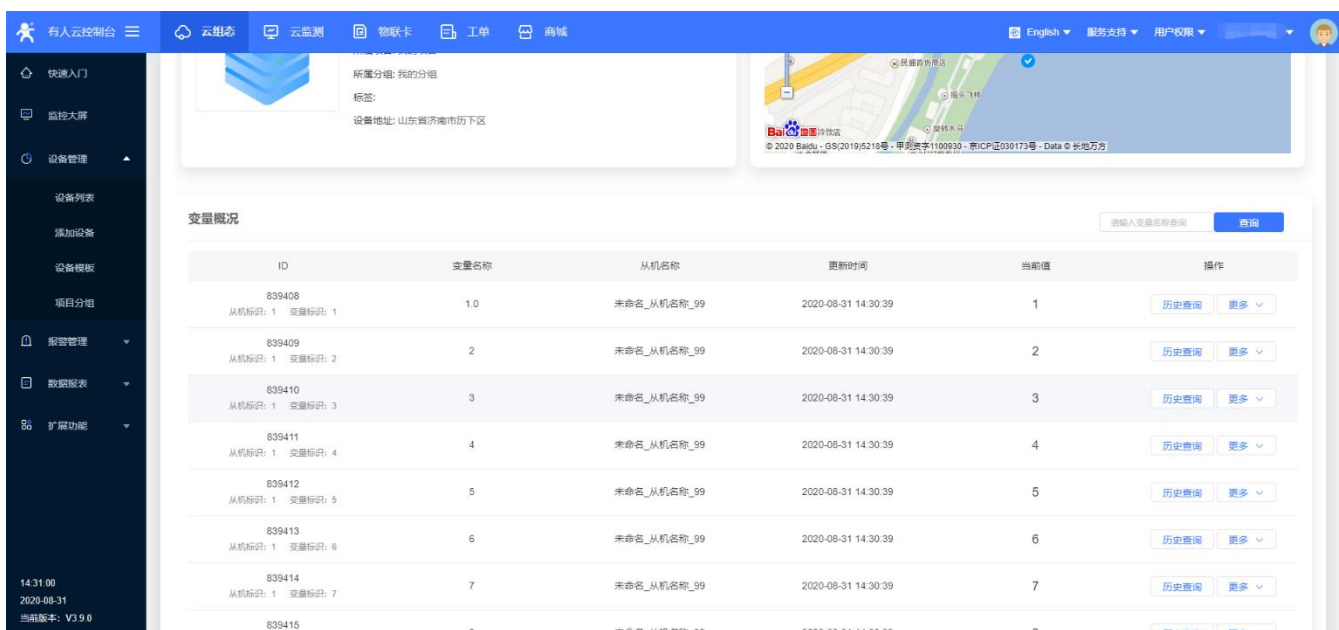 有人云控制台
云组态
云监测
物联卡
工单
商城
English
服务支持
用户权限
快速入门
监控大屏
设备管理
设备列表
添加设备
设备模板
项目分组
报警管理
数据报表
扩展功能
14:31:00
2020-08-31
当前版本: V3.9.0
所属分组: 我的分组
标签:
设备地址: 山东省济南市历下区
民盛百货商店
摇头飞椅
旋转木马
冷饮店
Bai 地图
© 2020 Baidu - GS(2019)5218号 - 甲测资字1100930 - 京ICP证030173号 - Data © 长地万方
变量概况
请输入变量名称查询
查询
ID 变量名称 从机名称 更新时间 当前值 操作
839408
从机标识: 1 变量标识: 1
1.0 未命名_从机名称_99 2020-08-31 14:30:39 1 历史查询 更多
839409
从机标识: 1 变量标识: 2
2 未命名_从机名称_99 2020-08-31 14:30:39 2 历史查询 更多
839410
从机标识: 1 变量标识: 3
3 未命名_从机名称_99 2020-08-31 14:30:39 3 历史查询 更多
839411
从机标识: 1 变量标识: 4
4 未命名_从机名称_99 2020-08-31 14:30:39 4 历史查询 更多
839412
从机标识: 1 变量标识: 5
5 未命名_从机名称_99 2020-08-31 14:30:39 5 历史查询 更多
839413
从机标识: 1 变量标识: 6
6 未命名_从机名称_99 2020-08-31 14:30:39 6 历史查询 更多
839414
从机标识: 1 变量标识: 7
7 未命名_从机名称_99 2020-08-31 14:30:39 7 历史查询 更多
839415